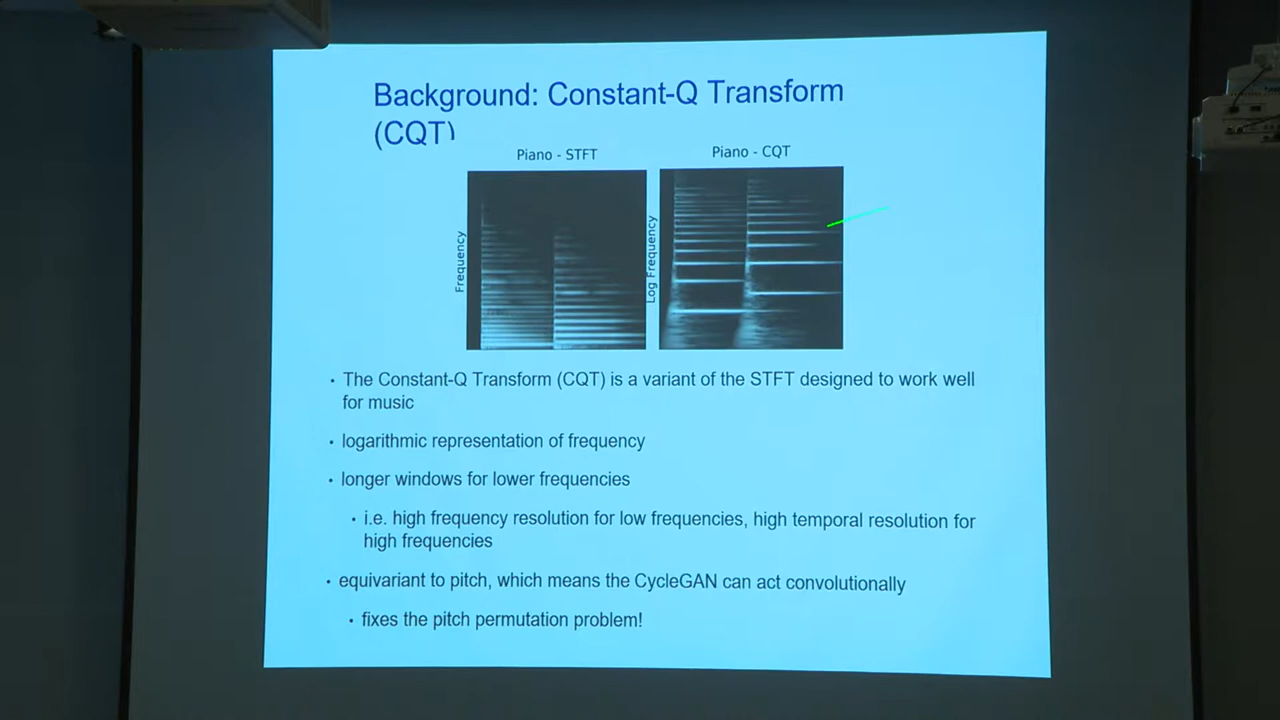 Background: Constant-Q Transform
(CQT)
Piano - STFT
Piano - CQT
Frequency
Log Frequency
· The Constant-Q Transform (CQT) is a variant of the STFT designed to work well
for music
· logarithmic representation of frequency
· longer windows for lower frequencies
· i.e. high frequency resolution for low frequencies, high temporal resolution for
high frequencies
· equivariant to pitch, which means the CycleGAN can act convolutionally
· fixes the pitch permutation problem!